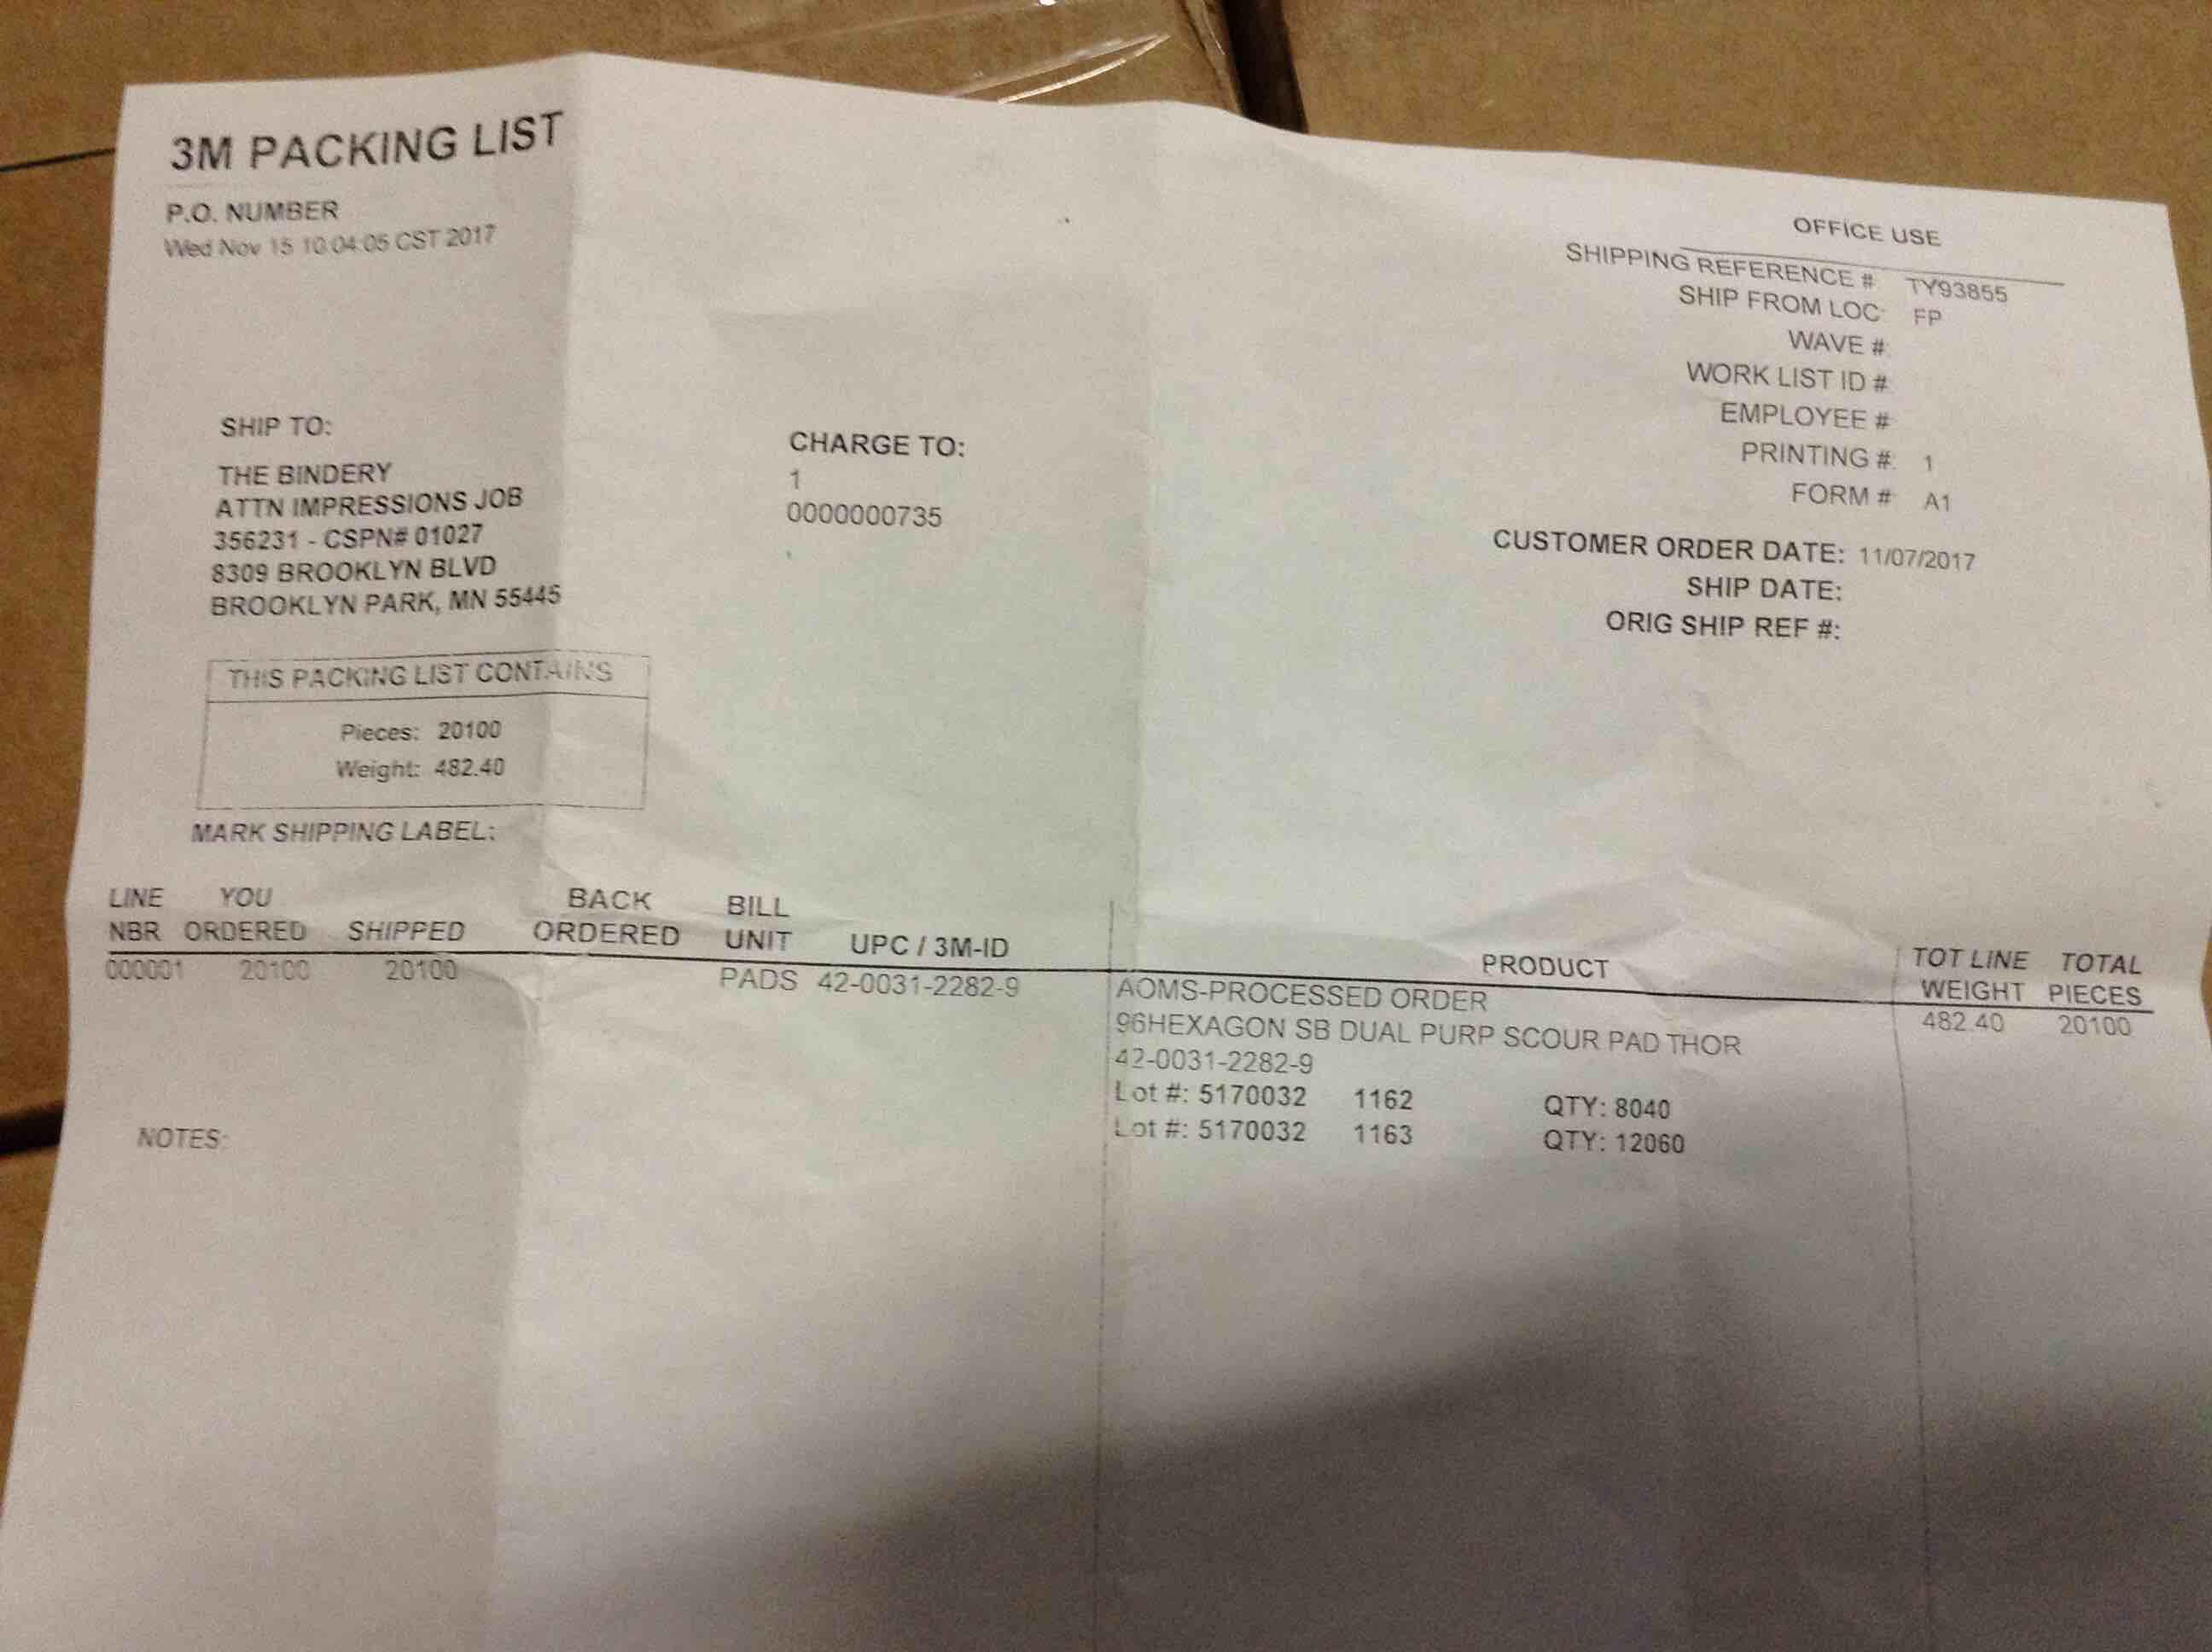 3M PACKING LIST
P.O. NUMBER
Wed Nov 15 10:04:05 CST 2017
OFFICE USE
SHIPPING REFERENCE # TY93855
SHIP FROM LOC: FP
WAVE #
WORK LIST ID #
EMPLOYEE #
PRINTING #: 1
FORM # A1
CUSTOMER ORDER DATE: 11/07/2017
SHIP DATE:
ORIG SHIP REF #:
SHIP TO:
THE BINDERY
ATTN IMPRESSIONS JOB
356231 - CSPN# 01027
8309 BROOKLYN BLVD
BROOKLYN PARK, MN 55445
CHARGE TO:
1
0000000735
THIS PACKING LIST CONTAINS
Pieces: 20100
Weight: 482.40
MARK SHIPPING LABEL:
LINE YOU BACK BILL TOT LINE TOTAL
NBR ORDERED SHIPPED ORDERED UNIT UPC / 3M-ID PRODUCT WEIGHT PIECES
000001 20100 20100 PADS 42-0031-2282-9 AOMS-PROCESSED ORDER 482.40 20100
96HEXAGON SB DUAL PURP SCOUR PAD THOR
42-0031-2282-9
Lot #: 5170032 1162 QTY: 8040
Lot #: 5170032 1163 QTY: 12060
NOTES: